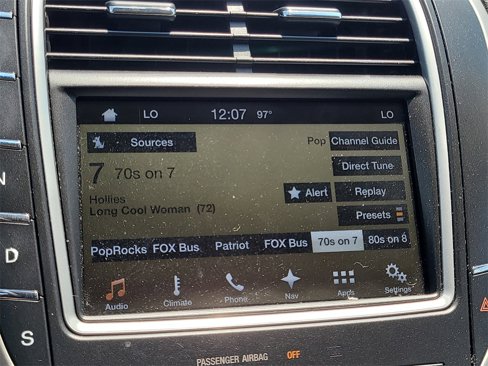 LO 12:07 97° LO
Sources
Pop Channel Guide
7 70s on 7
Direct Tune
Hollies
Alert Replay
Long Cool Woman (72)
Presets
PopRocks FOX Bus Patriot FOX Bus 70s on 7 80s on 8
Audio Climate Phone Nav Apps Settings
N
D
S
PASSENGER AIRBAG OFF